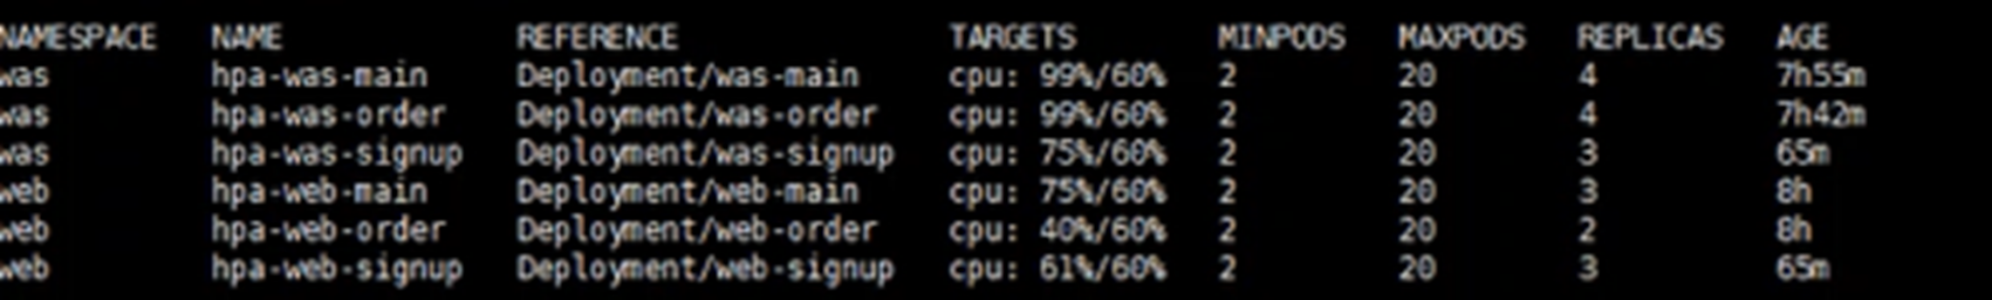 NAMESPACE NAME REFERENCE TARGETS MINPODS MAXPODS REPLICAS AGE
was hpa-was-main Deployment/was-main cpu: 99%/60% 2 20 4 7h55m
was hpa-was-order Deployment/was-order cpu: 99%/60% 2 20 4 7h42m
was hpa-was-signup Deployment/was-signup cpu: 75%/60% 2 20 3 65m
web hpa-web-main Deployment/web-main cpu: 75%/60% 2 20 3 8h
web hpa-web-order Deployment/web-order cpu: 40%/60% 2 20 2 8h
web hpa-web-signup Deployment/web-signup cpu: 61%/60% 2 20 3 65m